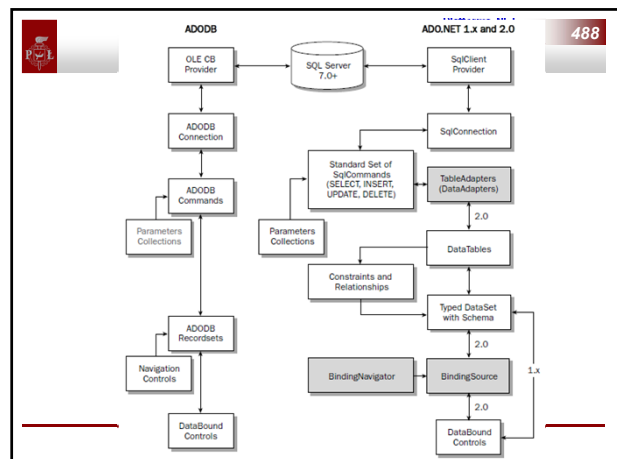 ADODB
ADO.NET 1.x and 2.0
488
P Ł
OLE CB
Provider
SQL Server
7.0+
SqlClient
Provider
ADODB
Connection
SqlConnection
Standard Set of
SqlCommands
(SELECT, INSERT,
UPDATE, DELETE)
TableAdapters
(DataAdapters)
ADODB
Commands
2.0
Parameters
Collections
Parameters
Collections
DataTables
Constraints and
Relationships
Typed DataSet
with Schema
ADODB
Recordsets
2.0
Navigation
Controls
BindingNavigator
BindingSource
1.x
2.0
DataBound
Controls
DataBound
Controls